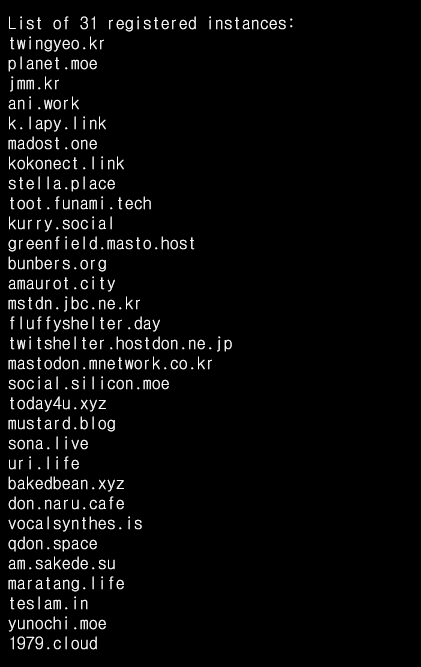 List of 31 registered instances:
twingyeo.kr
planet.moe
jmm.kr
ani.work
k.lapy.link
madost.one
kokonect.link
stella.place
toot.funami.tech
kurry.social
greenfield.masto.host
bunbers.org
amaurot.city
mstdn.jbc.ne.kr
fluffyshelter.day
twitshelter.hostdon.ne.jp
mastodon.mnetwork.co.kr
social.silicon.moe
today4u.xyz
mustard.blog
sona.live
uri.life
bakedbean.xyz
don.naru.cafe
vocalsynthes.is
qdon.space
am.sakede.su
maratang.life
teslam.in
yunochi.moe
1979.cloud